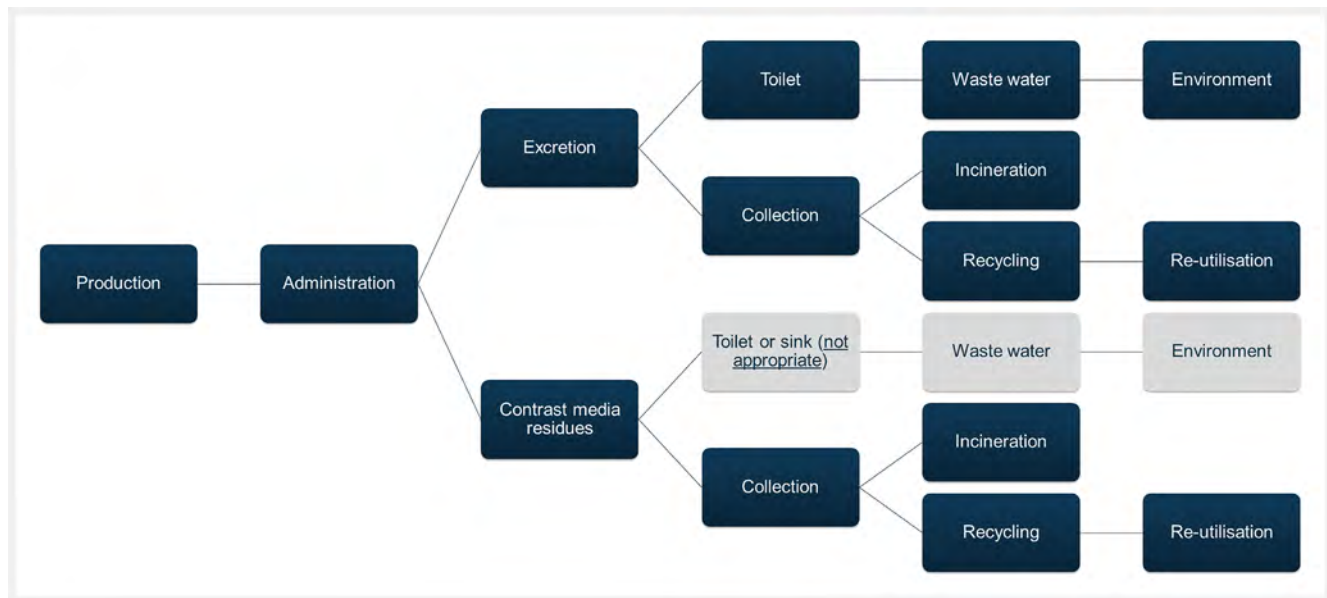 Toilet
Waste water
Environment
Excretion
Incineration
Collection
Production
Administration
Recycling
Re-utilisation
Toilet or sink (not
appropriate)
Waste water
Environment
Contrast media
residues
Incineration
Collection
Recycling
Re-utilisation